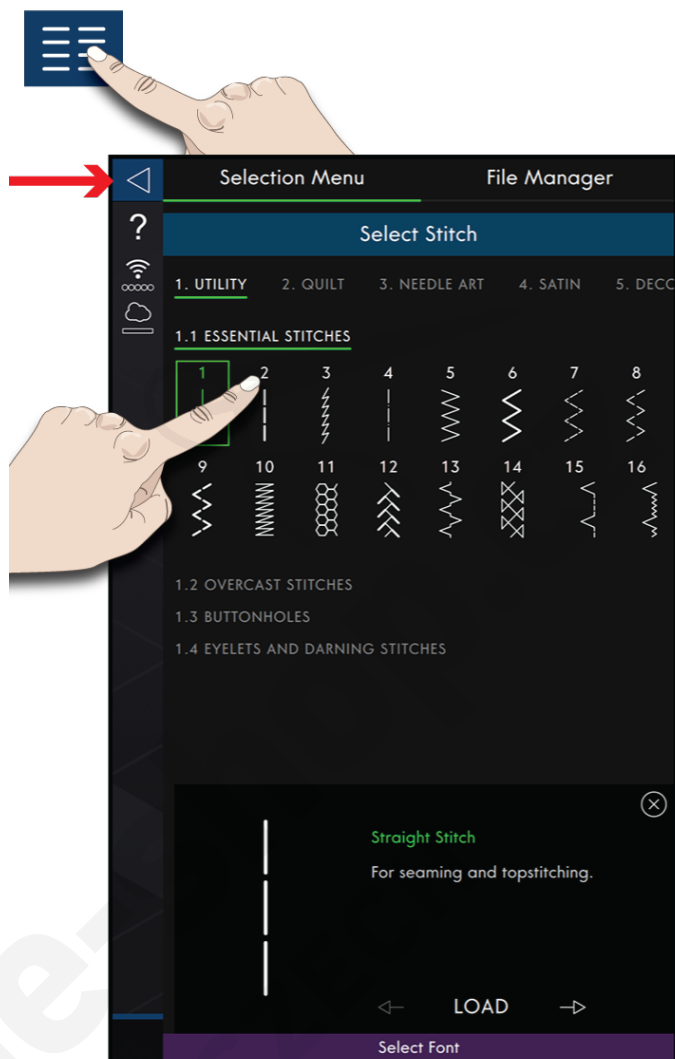 Selection Menu File Manager
?
Select Stitch
1. UTILITY 2. QUILT 3. NEEDLE ART 4. SATIN 5. DECC
1.1 ESSENTIAL STITCHES
1 2 3 4 5 6 7 8
9 10 11 12 13 14 15 16
1.2 OVERCAST STITCHES
1.3 BUTTONHOLES
1.4 EYELETS AND DARNING STITCHES
Straight Stitch
For seaming and topstitching.
LOAD
Select Font